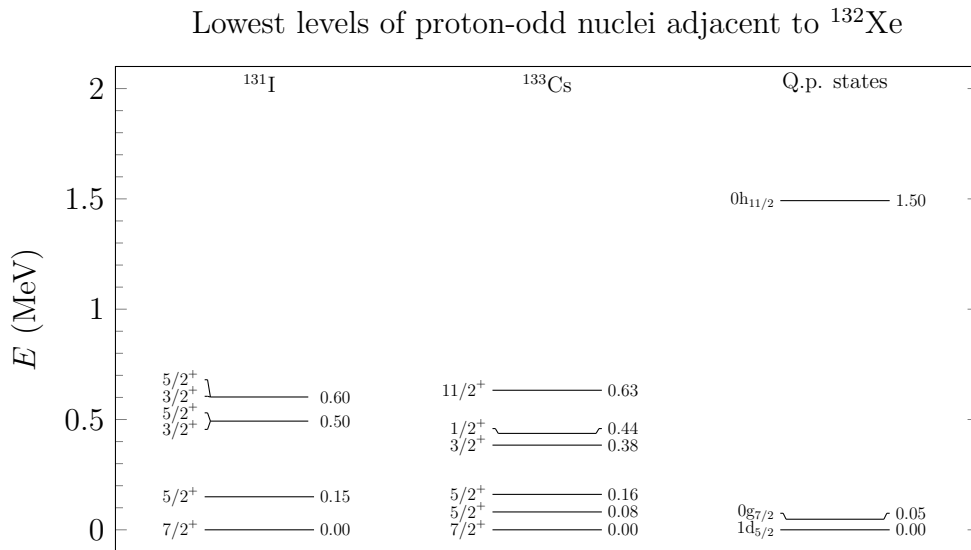 Lowest levels of proton-odd nuclei adjacent to ¹³²Xe
E (MeV)
2
1.5
1
0.5
0
¹³¹I
5/2⁺
3/2⁺ 0.60
5/2⁺ 0.50
3/2⁺
5/2⁺ 0.15
7/2⁺ 0.00
¹³³Cs
11/2⁺ 0.63
1/2⁺ 0.44
3/2⁺ 0.38
5/2⁺ 0.16
5/2⁺ 0.08
7/2⁺ 0.00
Q.p. states
0h₁₁/₂ 1.50
0g₇/₂ 0.05
1d₅/₂ 0.00